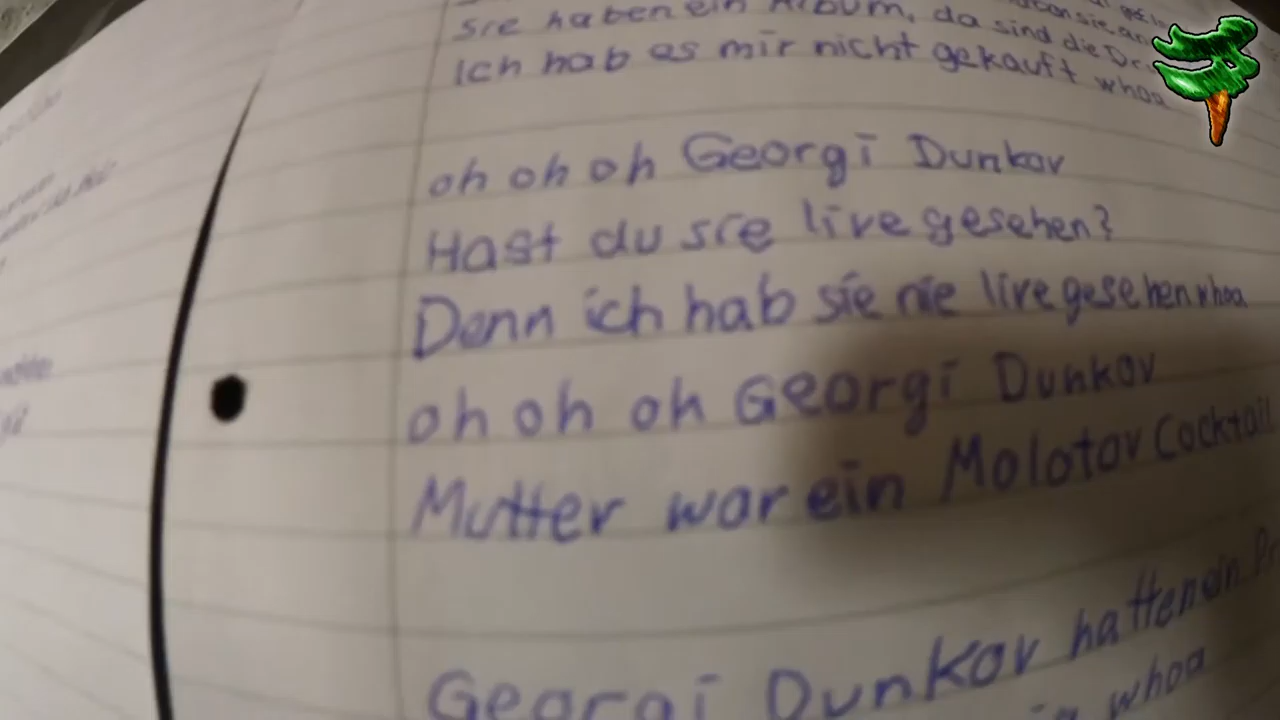 Sie haben ein Album, da sind die
Ich hab es mir nicht gekauft whoa
oh oh oh Georgi Dunkov
Hast du sie live gesehen?
Denn ich hab sie nie live gesehen whoa
oh oh oh Georgi Dunkov
Mutter war ein Molotov Cocktail
Georgi Dunkov hatten ein
whoa